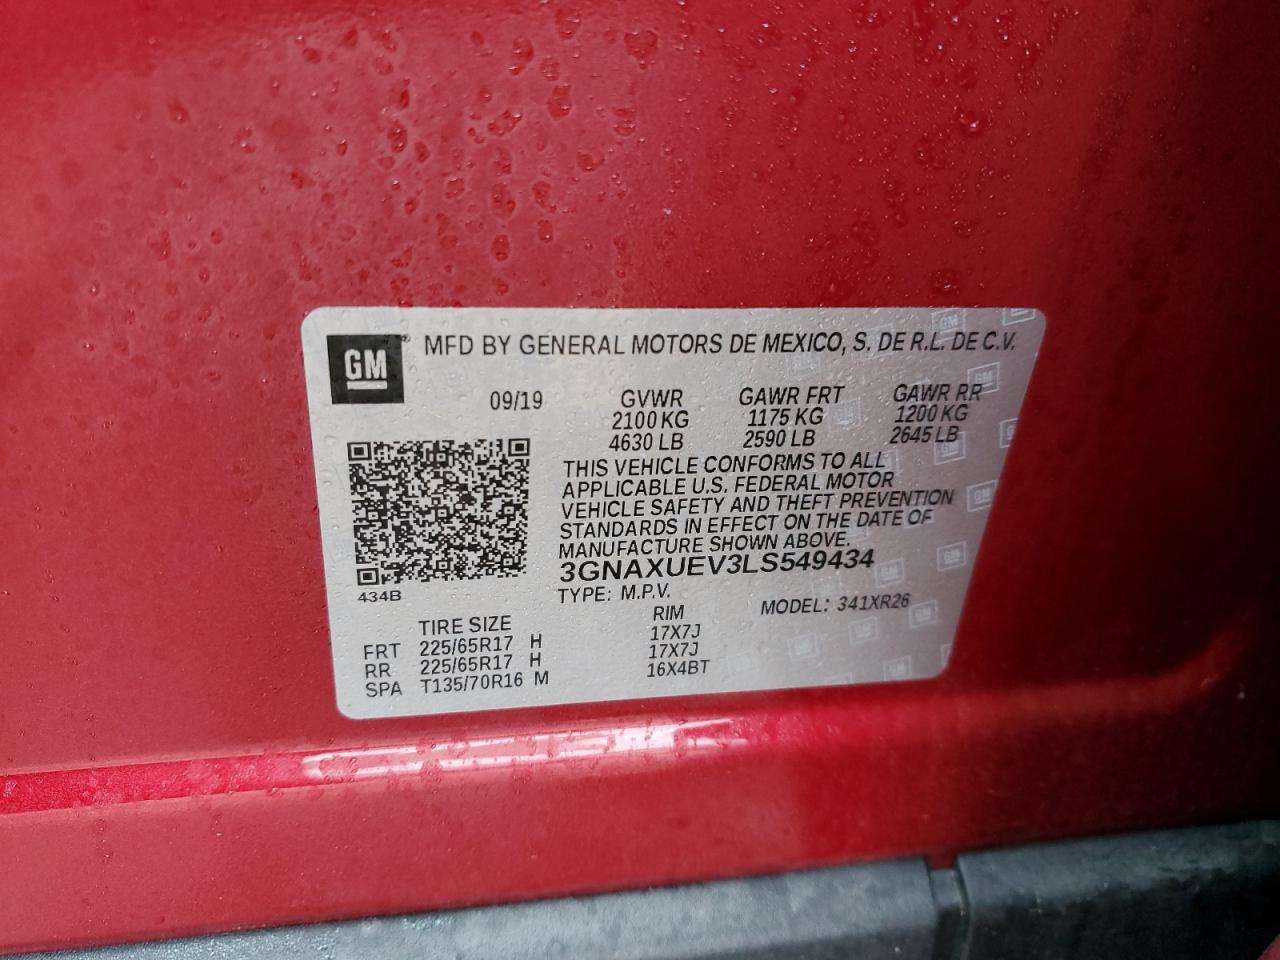 GM
MFD BY GENERAL MOTORS DE MEXICO, S. DE R.L. DE C.V.
09/19 GVWR GAWR FRT GAWR RR
2100 KG 1175 KG 1200 KG
4630 LB 2590 LB 2645 LB
THIS VEHICLE CONFORMS TO ALL
APPLICABLE U.S. FEDERAL MOTOR
VEHICLE SAFETY AND THEFT PREVENTION
STANDARDS IN EFFECT ON THE DATE OF
MANUFACTURE SHOWN ABOVE.
3GNAXUEV3LS549434
434B
TYPE: M.P.V. MODEL: 341XR26
TIRE SIZE RIM
FRT 225/65R17 H 17X7J
RR 225/65R17 H 17X7J
SPA T135/70R16 M 16X4BT